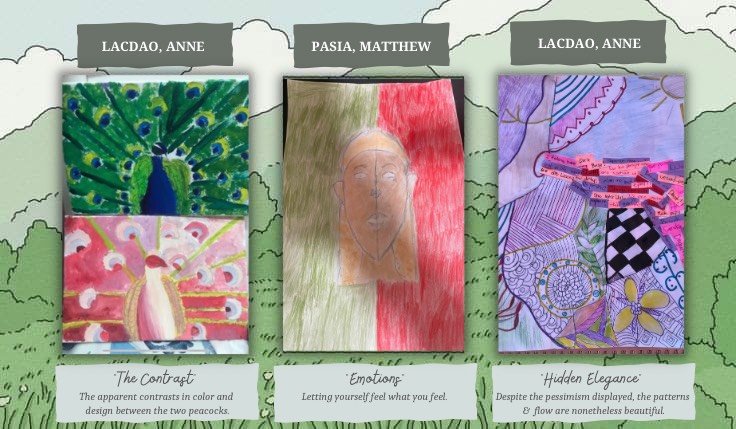 LACDAO, ANNE
PASIA, MATTHEW
LACDAO, ANNE
"The Contrast"
The apparent contrasts in color and
design between the two peacocks.
"Emotions"
Letting yourself feel what you feel.
"Hidden Elegance"
Despite the pessimism displayed, the patterns
& flow are nonetheless beautiful.